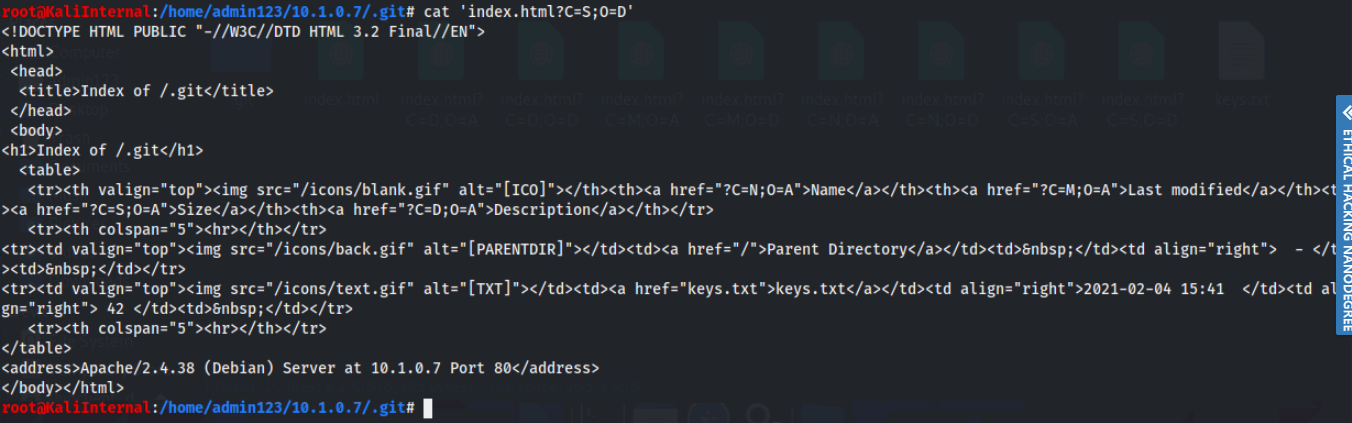 root@KaliInternal:/home/admin123/10.1.0.7/.git# cat 'index.html?C=S;O=D'
<!DOCTYPE HTML PUBLIC "-//W3C//DTD HTML 3.2 Final//EN">
<html>
 <head>
  <title>Index of /.git</title>
 </head>
 <body>
<h1>Index of /.git</h1>
  <table>
   <tr><th valign="top"><img src="/icons/blank.gif" alt="[ICO]"></th><th><a href="?C=N;O=A">Name</a></th><th><a href="?C=M;O=A">Last modified</a></th><t
><a href="?C=S;O=A">Size</a></th><th><a href="?C=D;O=A">Description</a></th></tr>
   <tr><th colspan="5"><hr></th></tr>
<tr><td valign="top"><img src="/icons/back.gif" alt="[PARENTDIR]"></td><td><a href="/">Parent Directory</a></td><td>&nbsp;</td><td align="right">  - </t
><td>&nbsp;</td></tr>
<tr><td valign="top"><img src="/icons/text.gif" alt="[TXT]"></td><td><a href="keys.txt">keys.txt</a></td><td align="right">2021-02-04 15:41  </td><td al
gn="right"> 42 </td><td>&nbsp;</td></tr>
   <tr><th colspan="5"><hr></th></tr>
</table>
<address>Apache/2.4.38 (Debian) Server at 10.1.0.7 Port 80</address>
</body></html>
root@KaliInternal:/home/admin123/10.1.0.7/.git#
ETHICAL HACKING NANODEGREE
index.html
index.html?
C=D;O=A
index.html?
C=D;O=D
index.html?
C=M;O=A
index.html?
C=M;O=D
index.html?
C=N;O=A
index.html?
C=N;O=D
index.html?
C=S;O=A
index.html?
C=S;O=D
keys.txt